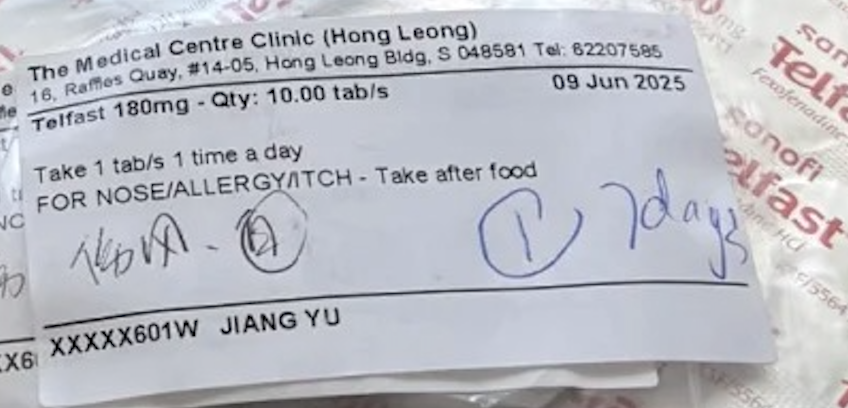 The Medical Centre Clinic (Hong Leong)
16, Raffles Quay, #14-05, Hong Leong Bldg, S 048581 Tel: 62207585
Telfast 180mg - Qty: 10.00 tab/s 09 Jun 2025
Take 1 tab/s 1 time a day
FOR NOSE/ALLERGY/ITCH - Take after food
1 7days
XXXXX601W JIANG YU
sanofi
Telfast
Fexofenadine
sanofi
Telfast
HCl